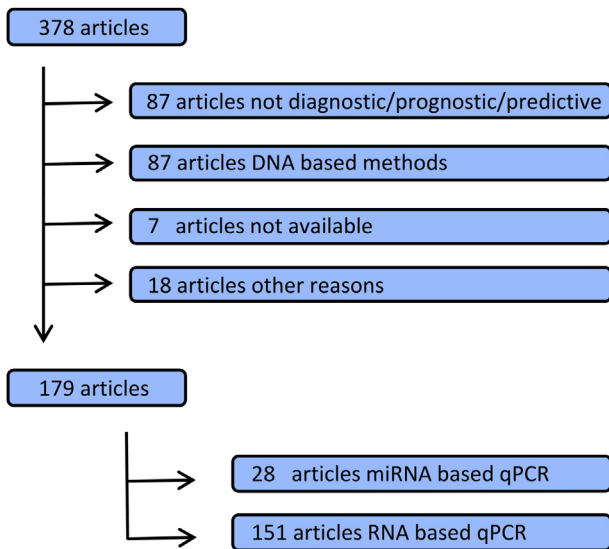 378 articles
87 articles not diagnostic/prognostic/predictive
87 articles DNA based methods
7 articles not available
18 articles other reasons
179 articles
28 articles miRNA based qPCR
151 articles RNA based qPCR